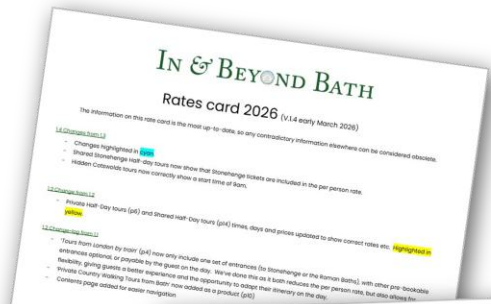 IN & BEYOND BATH
Rates card 2026 (V.1.4 early March 2026)
The information on this rate card is the most up-to-date, so any contradictory information elsewhere can be considered obsolete.
1.4 Changes from 1.3
- Changes highlighted in cyan
- Shared Stonehenge Half-day tours now show that Stonehenge tickets are included in the per person rate.
- Hidden Cotswolds tours now correctly show a start time of 9am.
1.3 Change from 1.2
- Private Half-Day tours (p6) and Shared Half-Day tours (p14) times, days and prices updated to show correct rates etc. Highlighted in
yellow.
1.2 Change log from 1.1
- 'Tours from London by train' (p4) now only include one set of entrances (to Stonehenge or the Roman Baths), with other pre-bookable
entrances optional, or payable by the guest on the day. We've done this as it both reduces the per person rate, but also allows for
flexibility, giving guests a better experience and the opportunity to adapt their itinerary on the day.
- Private Country Walking Tours from Bath now added as a product (p16)
- Contents page added for easier navigation